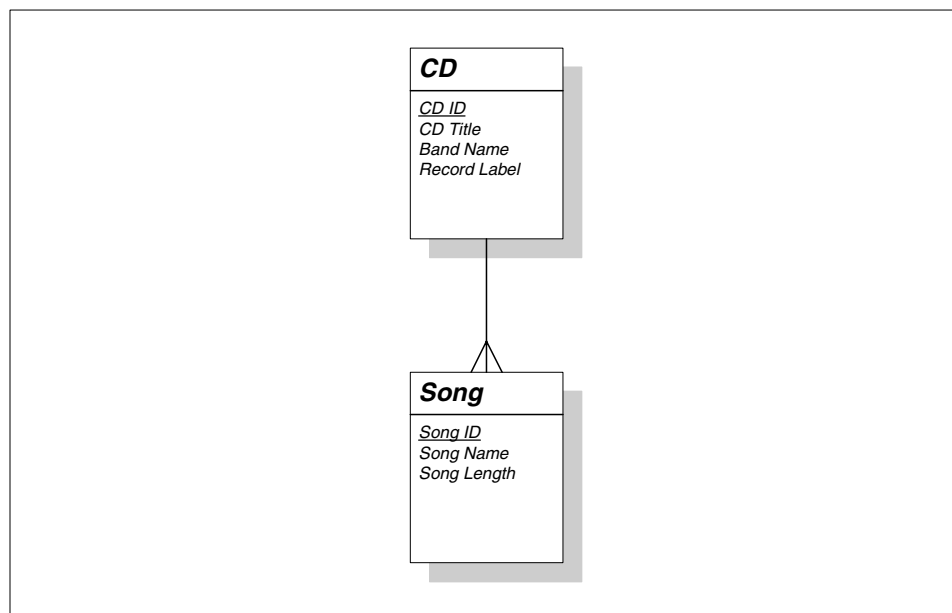 CD
CD ID
CD Title
Band Name
Record Label
Song
Song ID
Song Name
Song Length